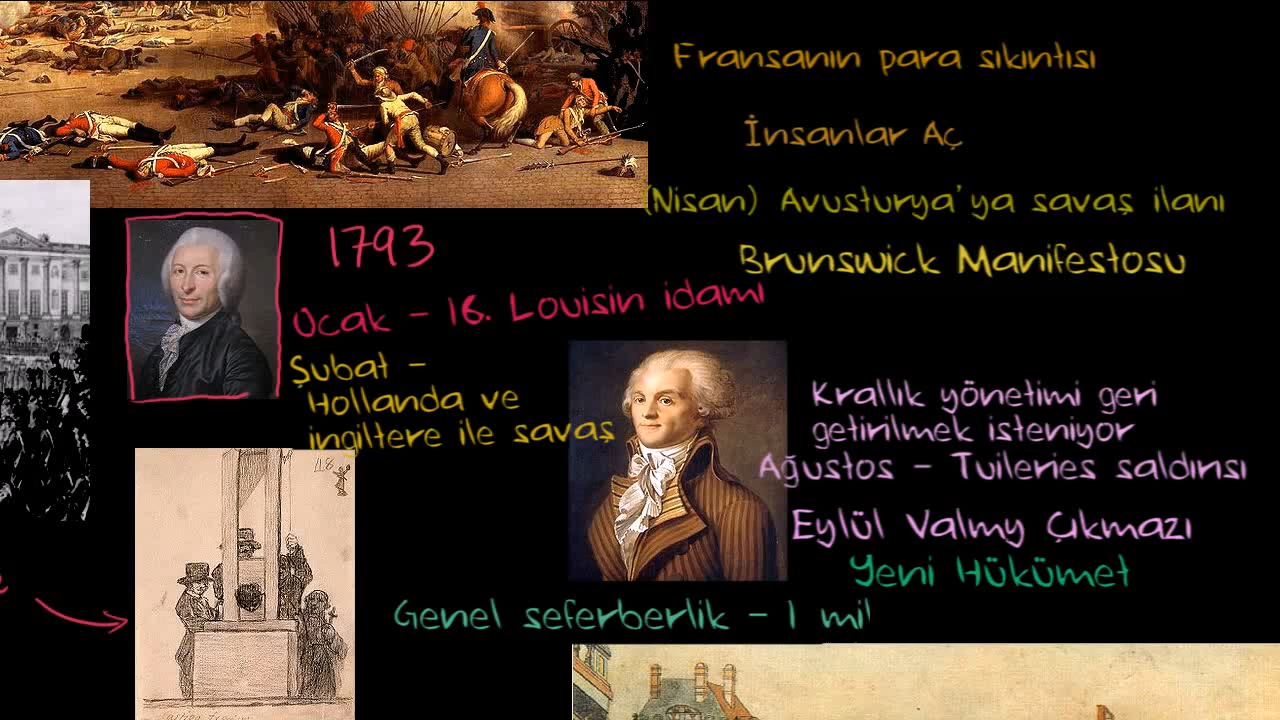 Fransanın para sıkıntısı
İnsanlar Aç
(Nisan) Avusturya'ya savaş ilanı
Brunswick Manifestosu
1793
Ocak - 16. Louisin idamı
Şubat -
Hollanda ve
ingiltere ile savaş
Krallık yönetimi geri
getirilmek isteniyor
Ağustos - Tuileries saldırısı
Eylül Valmy Çıkmazı
Yeni Hükümet
Genel seferberlik - 1 mil